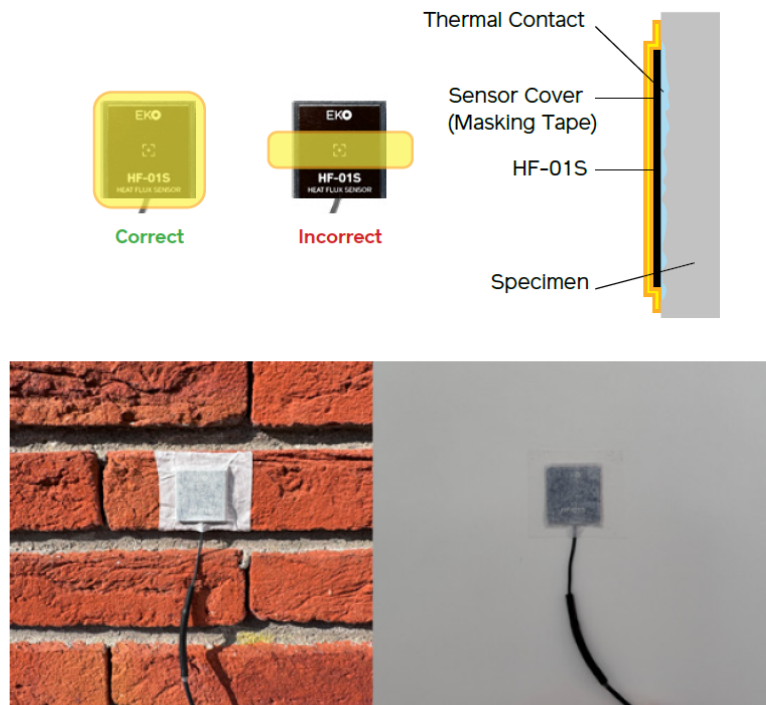 Thermal Contact
Sensor Cover
(Masking Tape)
HF-01S
Specimen
EKO
HF-01S
HEAT FLUX SENSOR
Correct
EKO
HF-01S
HEAT FLUX SENSOR
Incorrect